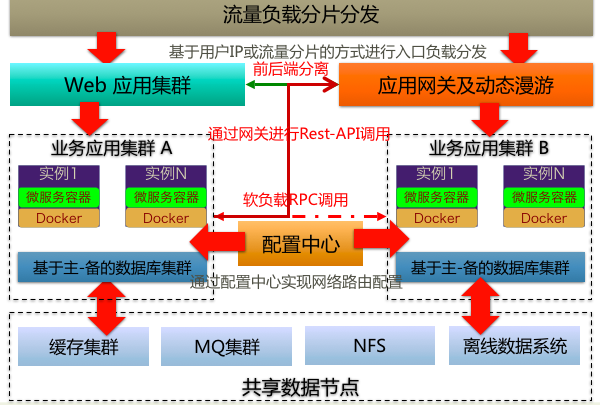 流量负载分片分发
基于用户IP或流量分片的方式进行入口负载分发
前后端分离
Web 应用集群
应用网关及动态漫游
通过网关进行Rest-API调用
业务应用集群 A
业务应用集群 B
实例1
实例N
实例1
实例N
微服务容器
微服务容器
微服务容器
微服务容器
Docker
Docker
Docker
Docker
软负载RPC调用
配置中心
基于主-备的数据库集群
基于主-备的数据库集群
通过配置中心实现网络路由配置
缓存集群
MQ集群
NFS
离线数据系统
共享数据节点